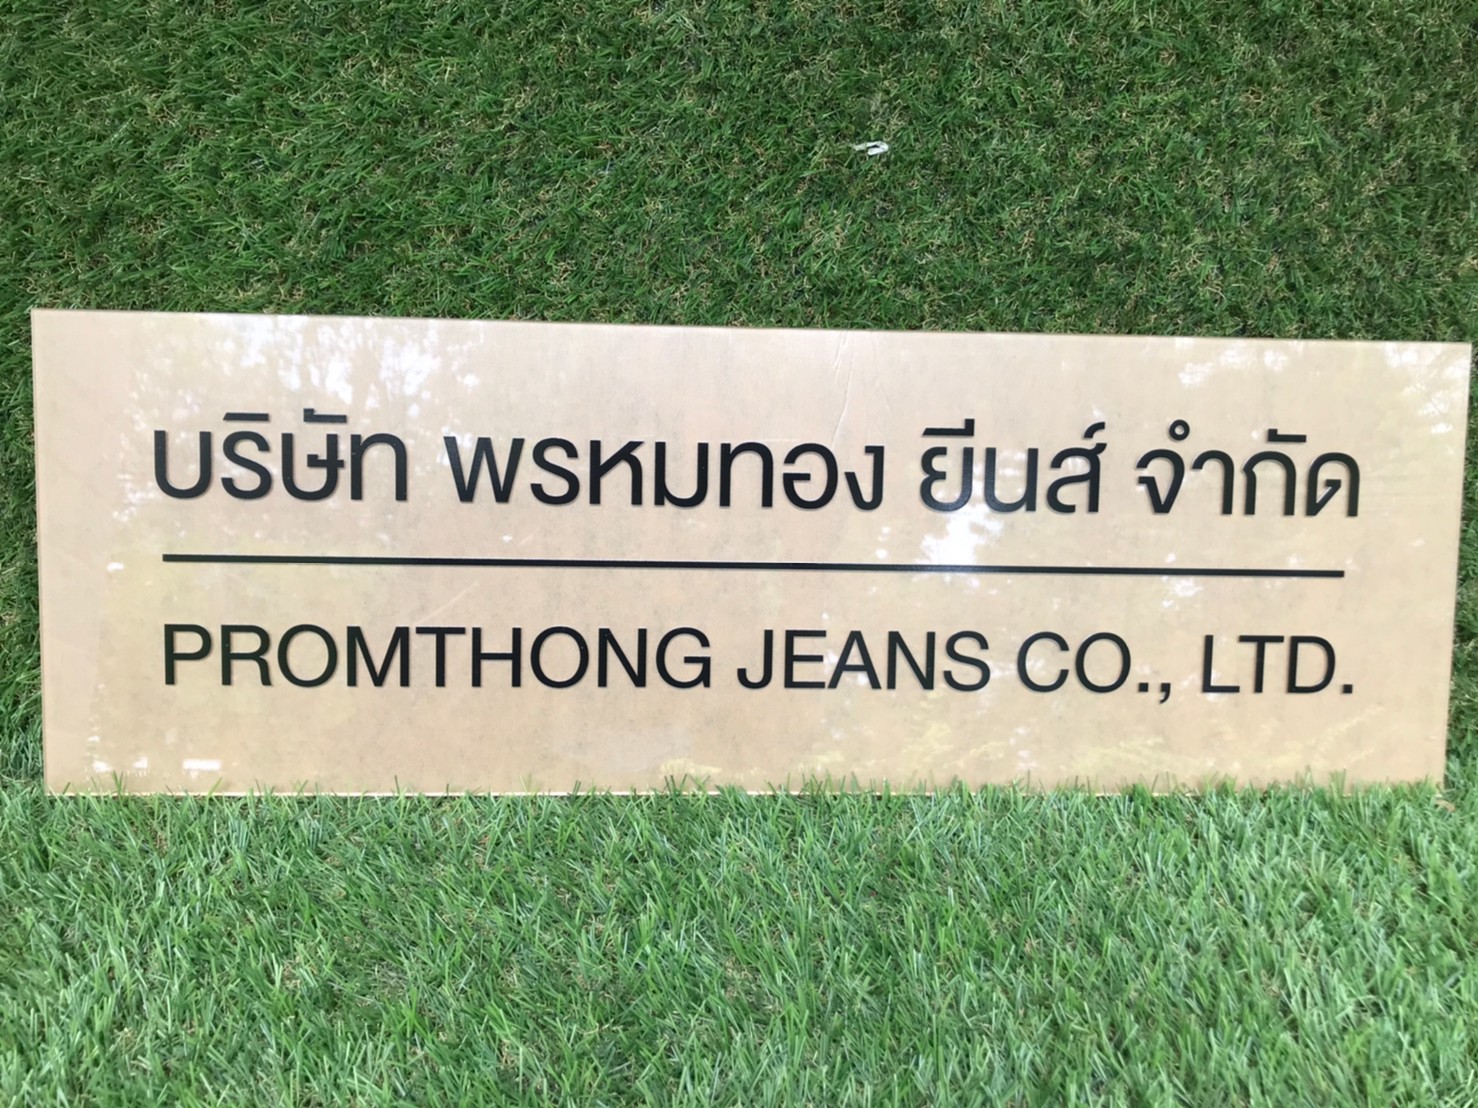 บริษัท พรหมทอง ยีนส์ จำกัด
PROMTHONG JEANS CO., LTD.